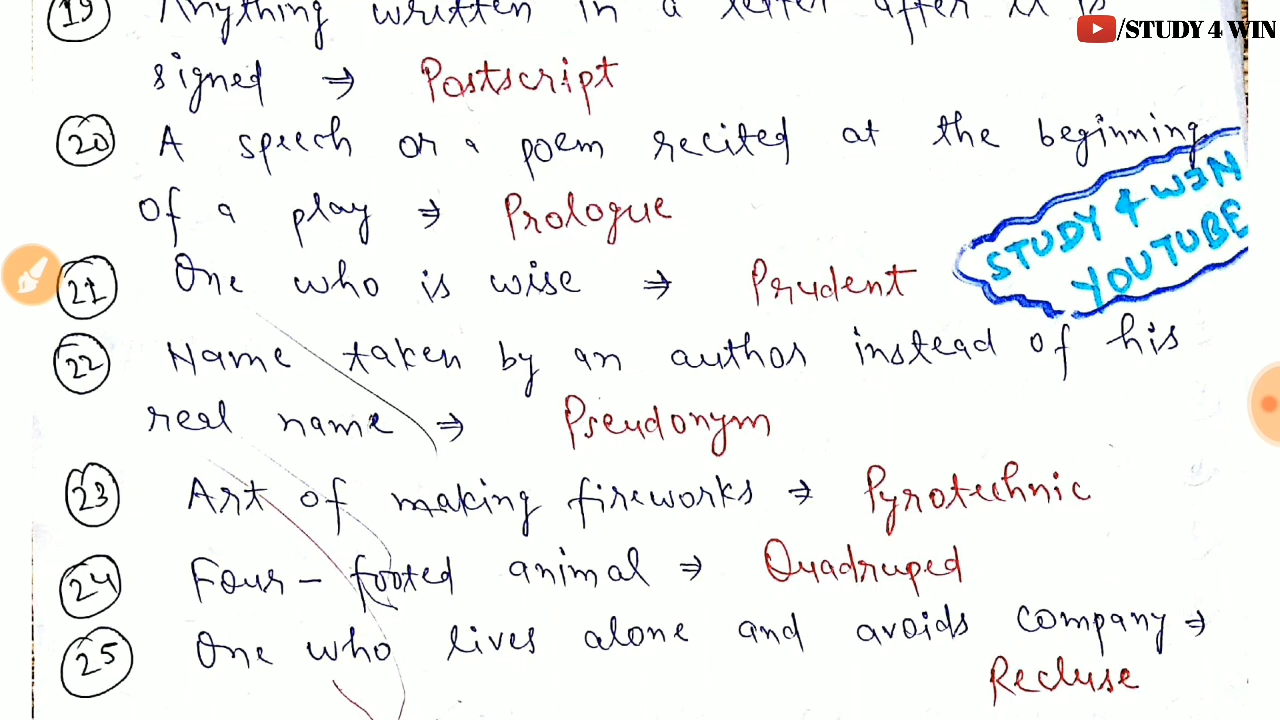 19 Anything written in a letter after it is
/STUDY 4 WIN
signed ⇒ Postscript
20 A speech or a poem recited at the beginning
of a play ⇒ Prologue
STUDY 4 WIN
YOUTUBE
21 One who is wise ⇒ Prudent
22 Name taken by an author instead of his
real name ⇒ Pseudonym
23 Art of making fireworks ⇒ Pyrotechnic
24 Four-footed animal ⇒ Quadruped
25 One who lives alone and avoids company ⇒
Recluse